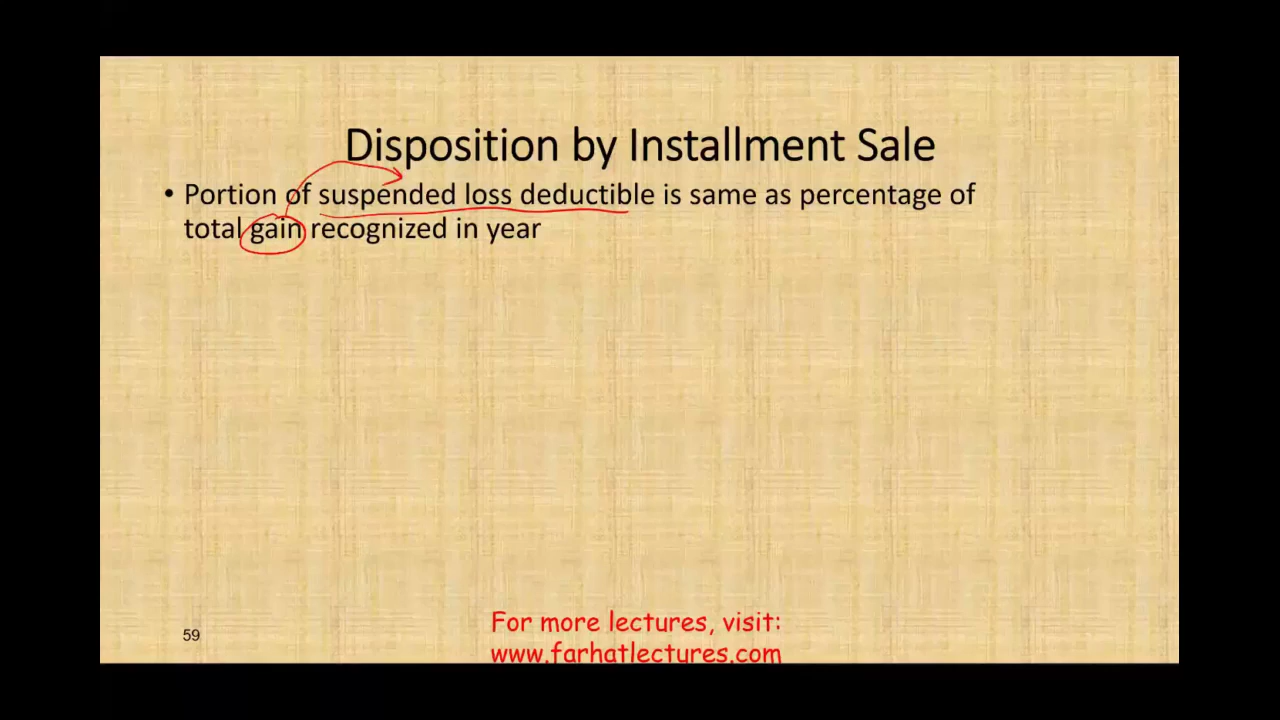 Disposition by Installment Sale
• Portion of suspended loss deductible is same as percentage of
total gain recognized in year
59
For more lectures, visit:
www.farhatlectures.com